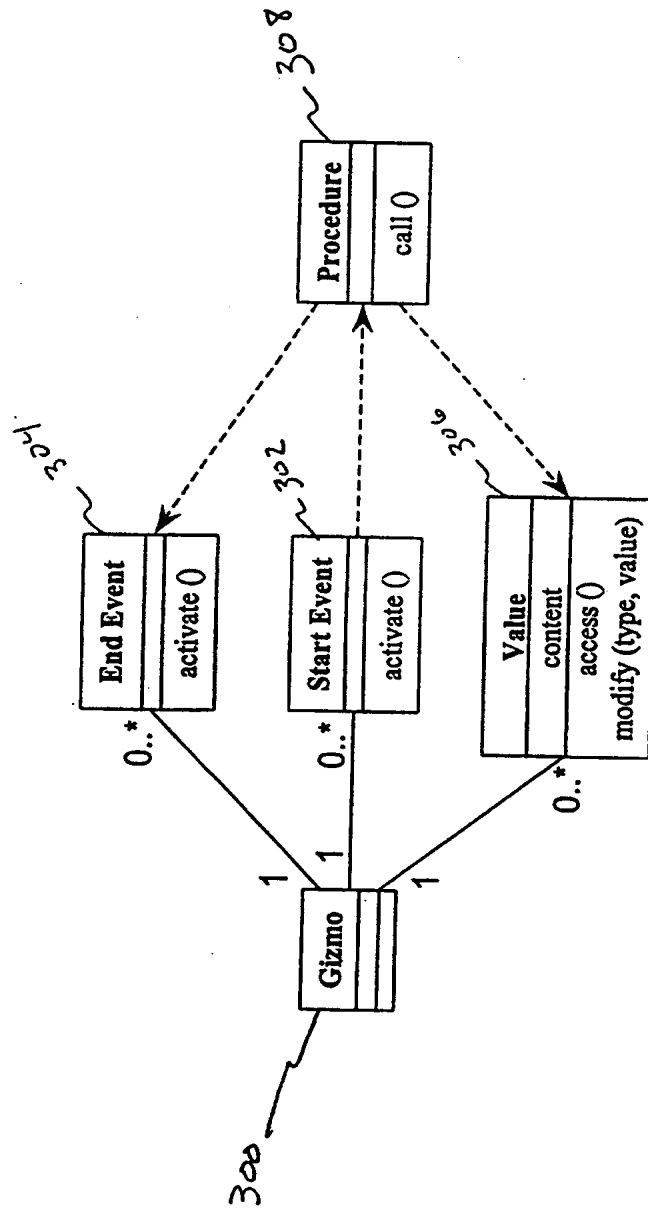 300
Gizmo
1
1
1
0..*
0..*
0..*
304
End Event
activate ()
302
Start Event
activate ()
306
Value
content
access ()
modify (type, value)
308
Procedure
call ()